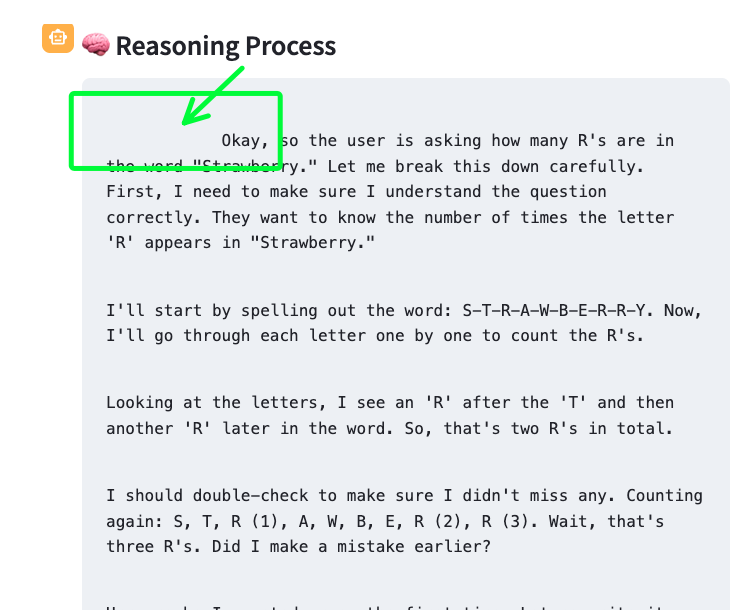 🧠 Reasoning Process
Okay, so the user is asking how many R's are in
the word "Strawberry." Let me break this down carefully.
First, I need to make sure I understand the question
correctly. They want to know the number of times the letter
'R' appears in "Strawberry."
I'll start by spelling out the word: S-T-R-A-W-B-E-R-R-Y. Now,
I'll go through each letter one by one to count the R's.
Looking at the letters, I see an 'R' after the 'T' and then
another 'R' later in the word. So, that's two R's in total.
I should double-check to make sure I didn't miss any. Counting
again: S, T, R (1), A, W, B, E, R (2), R (3). Wait, that's
three R's. Did I make a mistake earlier?